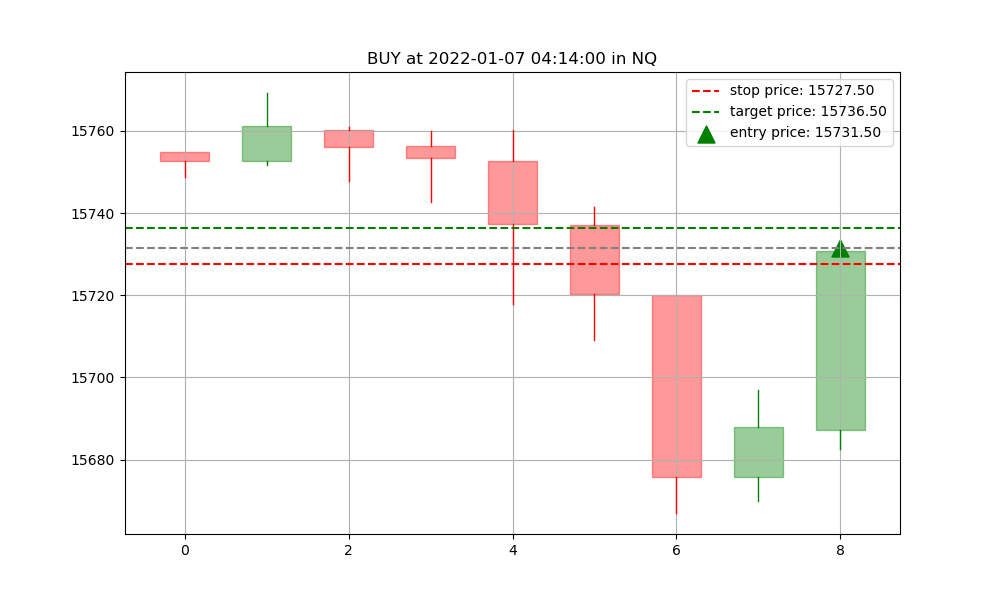 BUY at 2022-01-07 04:14:00 in NQ
stop price: 15727.50
target price: 15736.50
entry price: 15731.50
15760
15740
15720
15700
15680
0 2 4 6 8